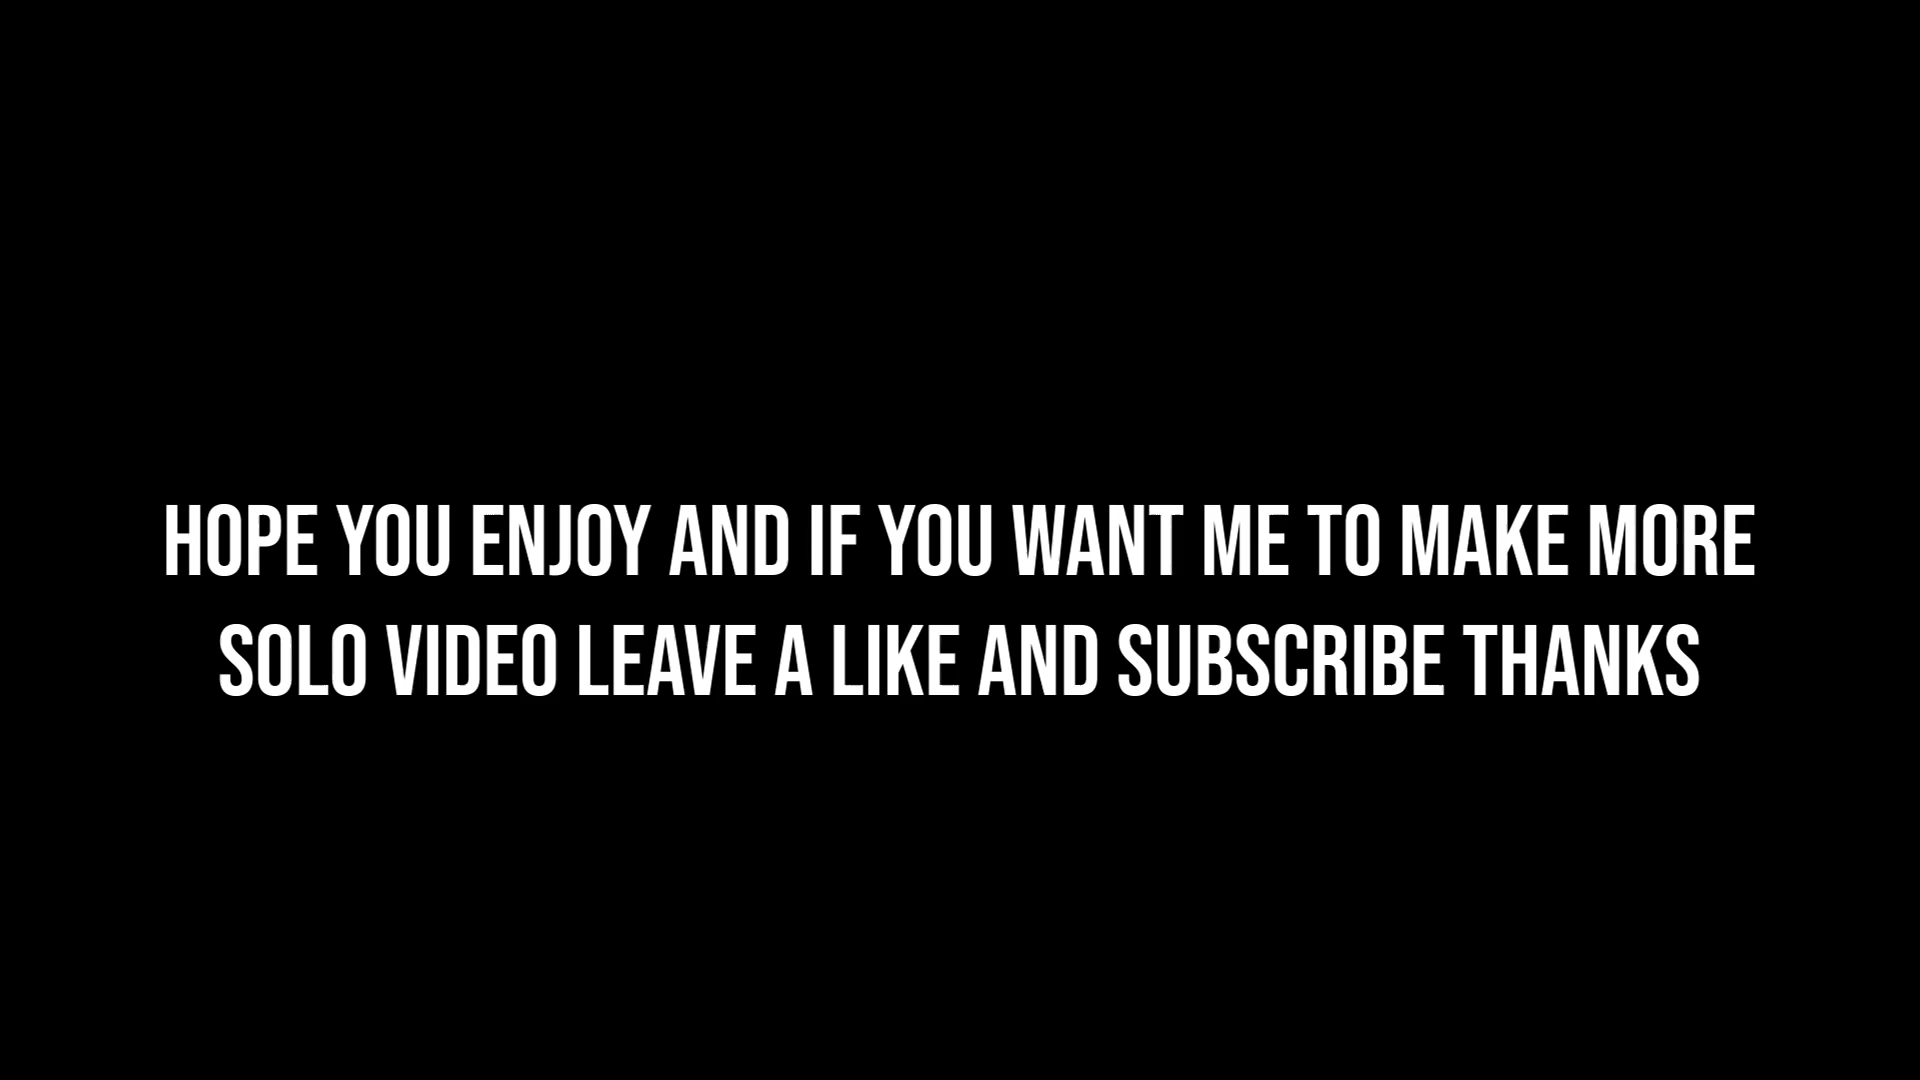 HOPE YOU ENJOY AND IF YOU WANT ME TO MAKE MORE
SOLO VIDEO LEAVE A LIKE AND SUBSCRIBE THANKS